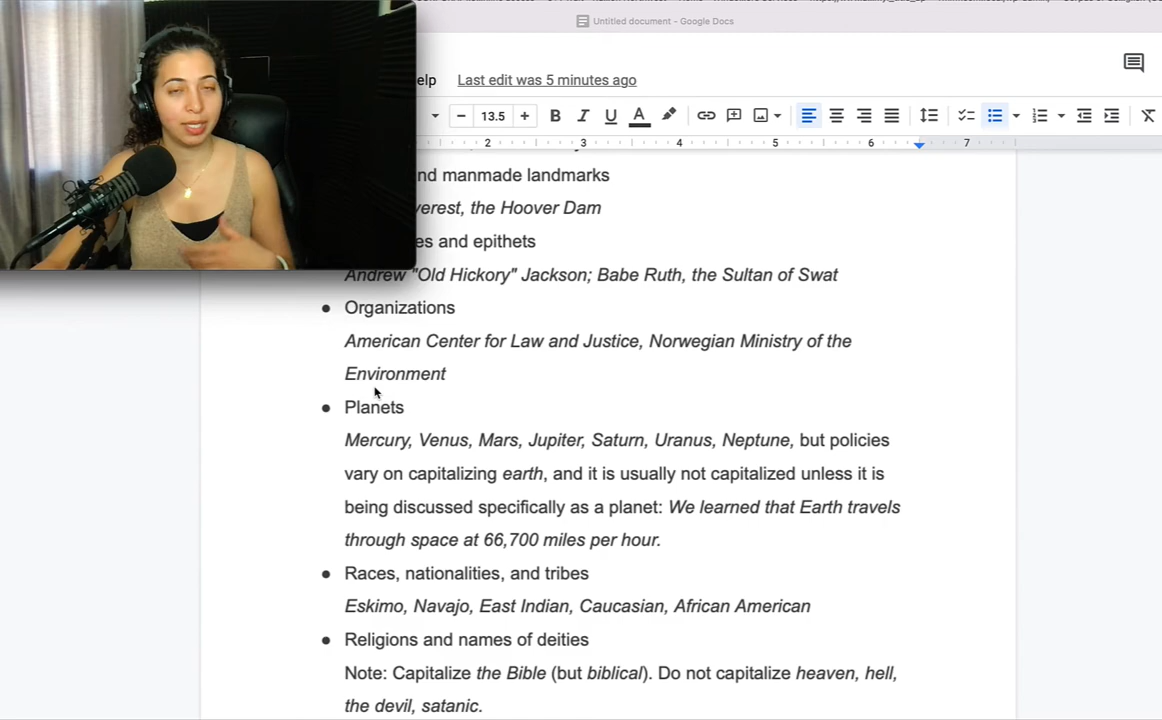 Untitled document - Google Docs
elp Last edit was 5 minutes ago
13.5 B I U A
2 3 4 5 6 7
nd manmade landmarks
verest, the Hoover Dam
es and epithets
Andrew "Old Hickory" Jackson; Babe Ruth, the Sultan of Swat
● Organizations
American Center for Law and Justice, Norwegian Ministry of the
Environment
● Planets
Mercury, Venus, Mars, Jupiter, Saturn, Uranus, Neptune, but policies
vary on capitalizing earth, and it is usually not capitalized unless it is
being discussed specifically as a planet: We learned that Earth travels
through space at 66,700 miles per hour.
● Races, nationalities, and tribes
Eskimo, Navajo, East Indian, Caucasian, African American
● Religions and names of deities
Note: Capitalize the Bible (but biblical). Do not capitalize heaven, hell,
the devil, satanic.